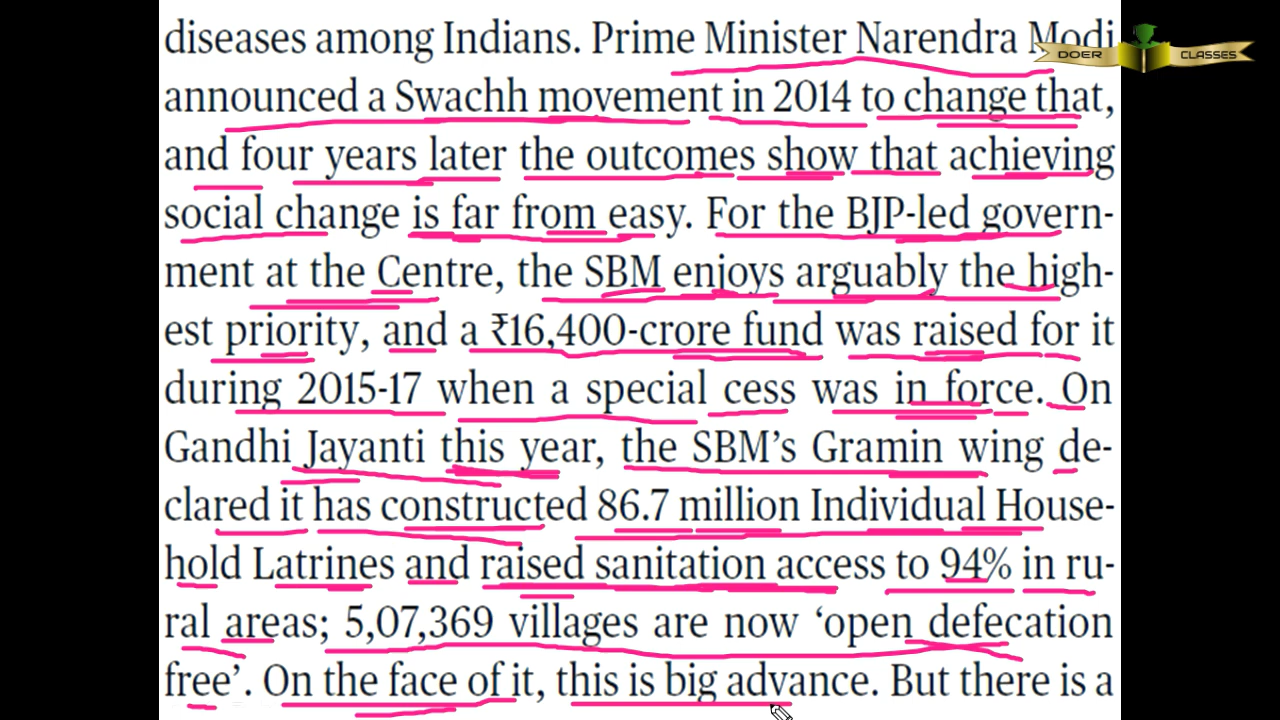 diseases among Indians. Prime Minister Narendra Modi
DOER CLASSES
announced a Swachh movement in 2014 to change that,
and four years later the outcomes show that achieving
social change is far from easy. For the BJP-led govern-
ment at the Centre, the SBM enjoys arguably the high-
est priority, and a ₹16,400-crore fund was raised for it
during 2015-17 when a special cess was in force. On
Gandhi Jayanti this year, the SBM’s Gramin wing de-
clared it has constructed 86.7 million Individual House-
hold Latrines and raised sanitation access to 94% in ru-
ral areas; 5,07,369 villages are now ‘open defecation
free’. On the face of it, this is big advance. But there is a